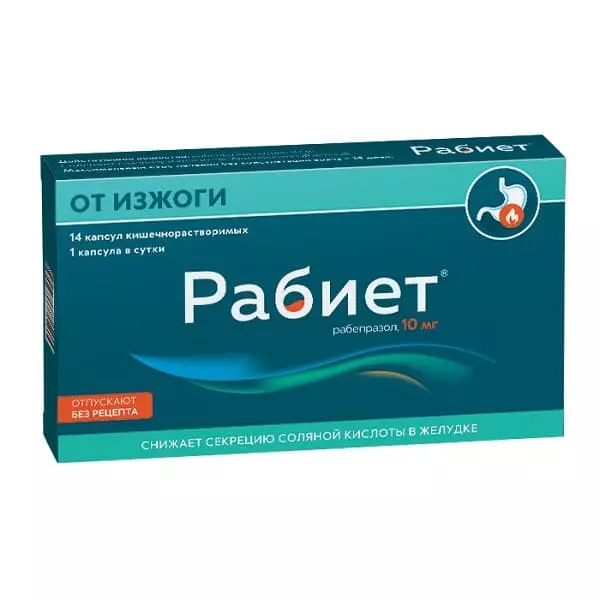 Рабиет®
ОТ ИЗЖОГИ
14 капсул кишечнорастворимых
1 капсула в сутки
Рабиет®
рабепразол, 10 мг
ОТПУСКАЮТ
БЕЗ РЕЦЕПТА
СНИЖАЕТ СЕКРЕЦИЮ СОЛЯНОЙ КИСЛОТЫ В ЖЕЛУДКЕ